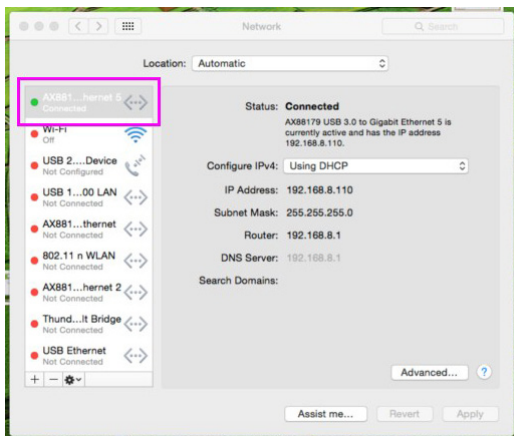 Network
Search
Location: Automatic
AX881...hernet 5
Connected
Wi-Fi
Off
USB 2....Device
Not Configured
USB 1...00 LAN
Not Connected
AX881...thernet
Not Connected
802.11 n WLAN
Not Connected
AX881...hernet 2
Not Connected
Thund...lt Bridge
Not Connected
USB Ethernet
Not Connected
Status: Connected
AX88179 USB 3.0 to Gigabit Ethernet 5 is
currently active and has the IP address
192.168.8.110.
Configure IPv4: Using DHCP
IP Address: 192.168.8.110
Subnet Mask: 255.255.255.0
Router: 192.168.8.1
DNS Server: 192.168.8.1
Search Domains:
Advanced... ?
Assist me... Revert Apply